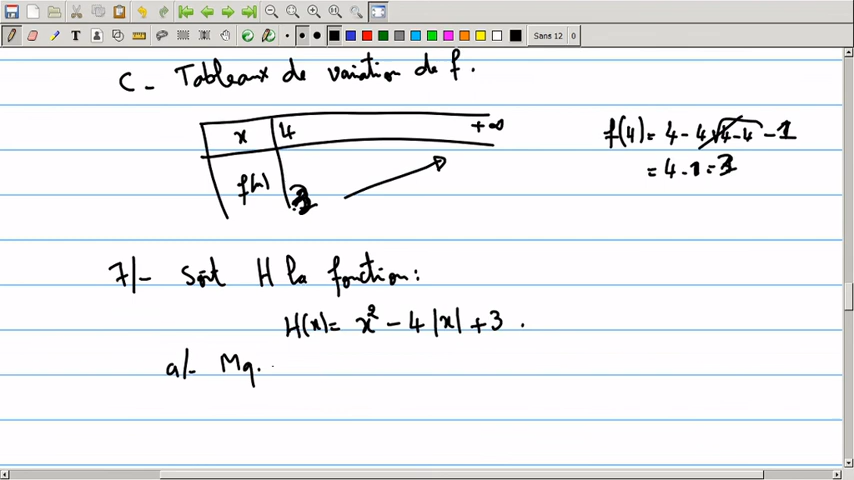 Sans 12 0
C - Tableaux de variation de f.
x 4 +∞
f(x) 3
f(4) = 4 - 4√4-4 - 1
= 4 - 1 = 3
7/- Soit H la fonction :
H(x) = x² - 4|x| + 3 .
a/- Mq.